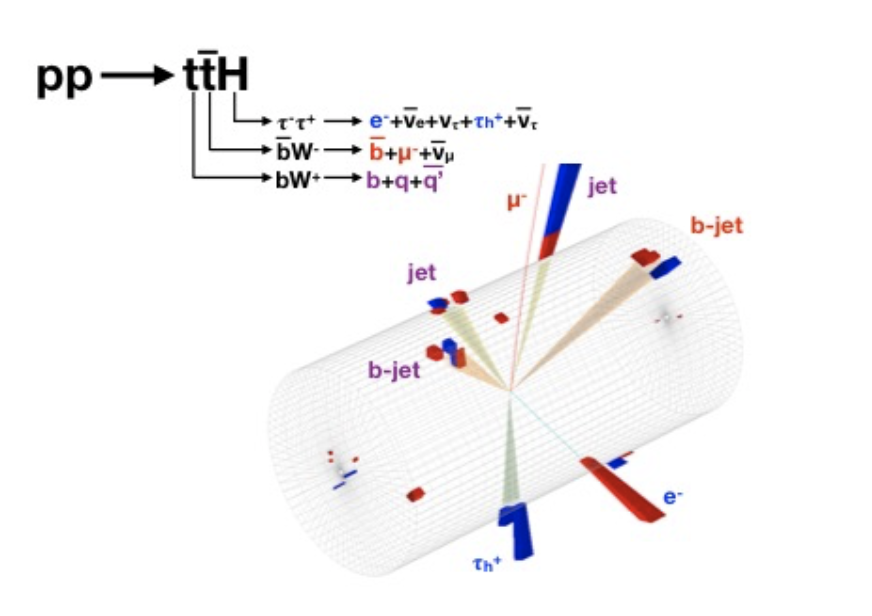 pp → tt̄H
τ⁻τ⁺ → e⁻+ν̄e+ντ+τh⁺+ν̄τ
b̄W⁻ → b̄+μ⁻+ν̄μ
bW⁺ → b+q+q̄’
μ⁻
jet
b-jet
jet
b-jet
e⁻
τh⁺